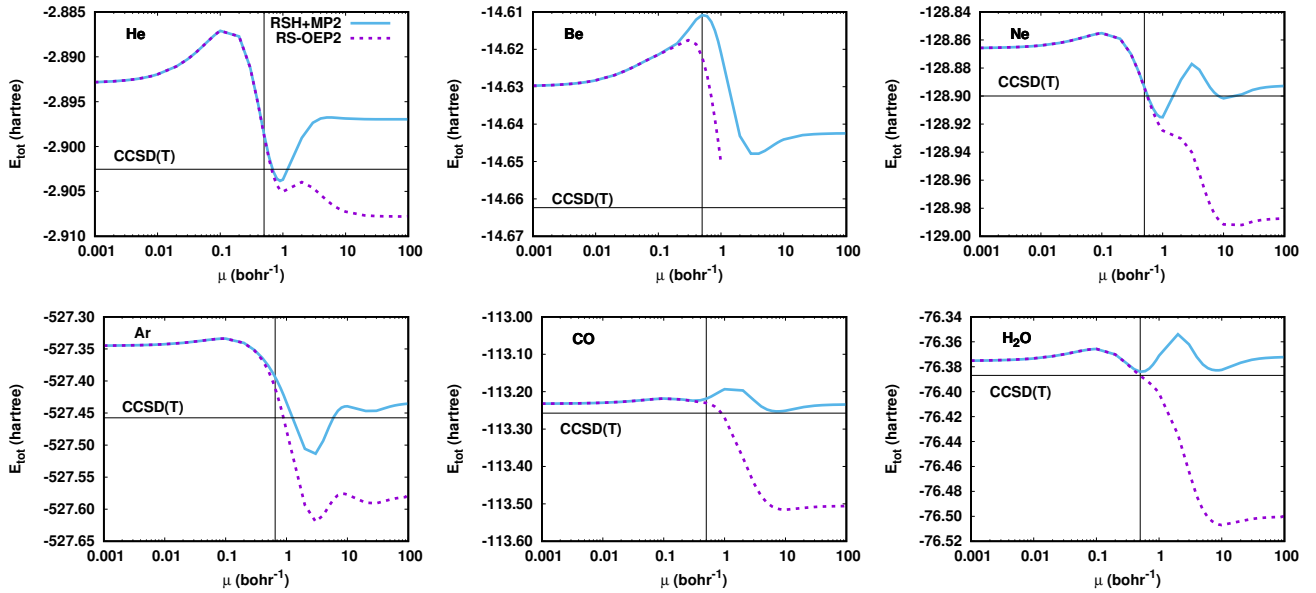 He
RSH+MP2
RS-OEP2
CCSD(T)
E_tot (hartree)
-2.885
-2.890
-2.895
-2.900
-2.905
-2.910
0.001 0.01 0.1 1 10 100
μ (bohr⁻¹)
Be
CCSD(T)
E_tot (hartree)
-14.61
-14.62
-14.63
-14.64
-14.65
-14.66
-14.67
0.001 0.01 0.1 1 10 100
μ (bohr⁻¹)
Ne
CCSD(T)
E_tot (hartree)
-128.84
-128.86
-128.88
-128.90
-128.92
-128.94
-128.96
-128.98
-129.00
0.001 0.01 0.1 1 10 100
μ (bohr⁻¹)
Ar
CCSD(T)
E_tot (hartree)
-527.30
-527.35
-527.40
-527.45
-527.50
-527.55
-527.60
-527.65
0.001 0.01 0.1 1 10 100
μ (bohr⁻¹)
CO
CCSD(T)
E_tot (hartree)
-113.00
-113.10
-113.20
-113.30
-113.40
-113.50
-113.60
0.001 0.01 0.1 1 10 100
μ (bohr⁻¹)
H₂O
CCSD(T)
E_tot (hartree)
-76.34
-76.36
-76.38
-76.40
-76.42
-76.44
-76.46
-76.48
-76.50
-76.52
0.001 0.01 0.1 1 10 100
μ (bohr⁻¹)